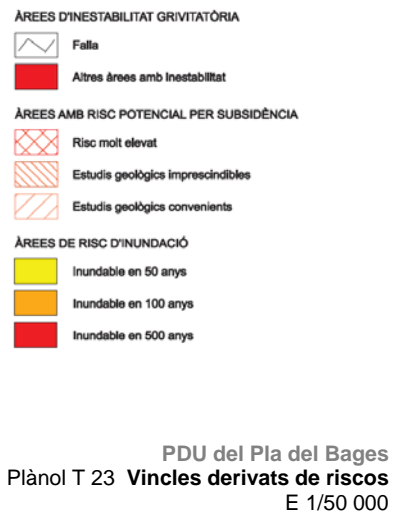 ÀREES D'INESTABILITAT GRIVITATÒRIA
Falla
Altres àrees amb inestabilitat
ÀREES AMB RISC POTENCIAL PER SUBSIDÈNCIA
Risc molt elevat
Estudis geològics imprescindibles
Estudis geològics convenients
ÀREES DE RISC D'INUNDACIÓ
Inundable en 50 anys
Inundable en 100 anys
Inundable en 500 anys
PDU del Pla del Bages
Plànol T 23 Vincles derivats de riscos
E 1/50 000